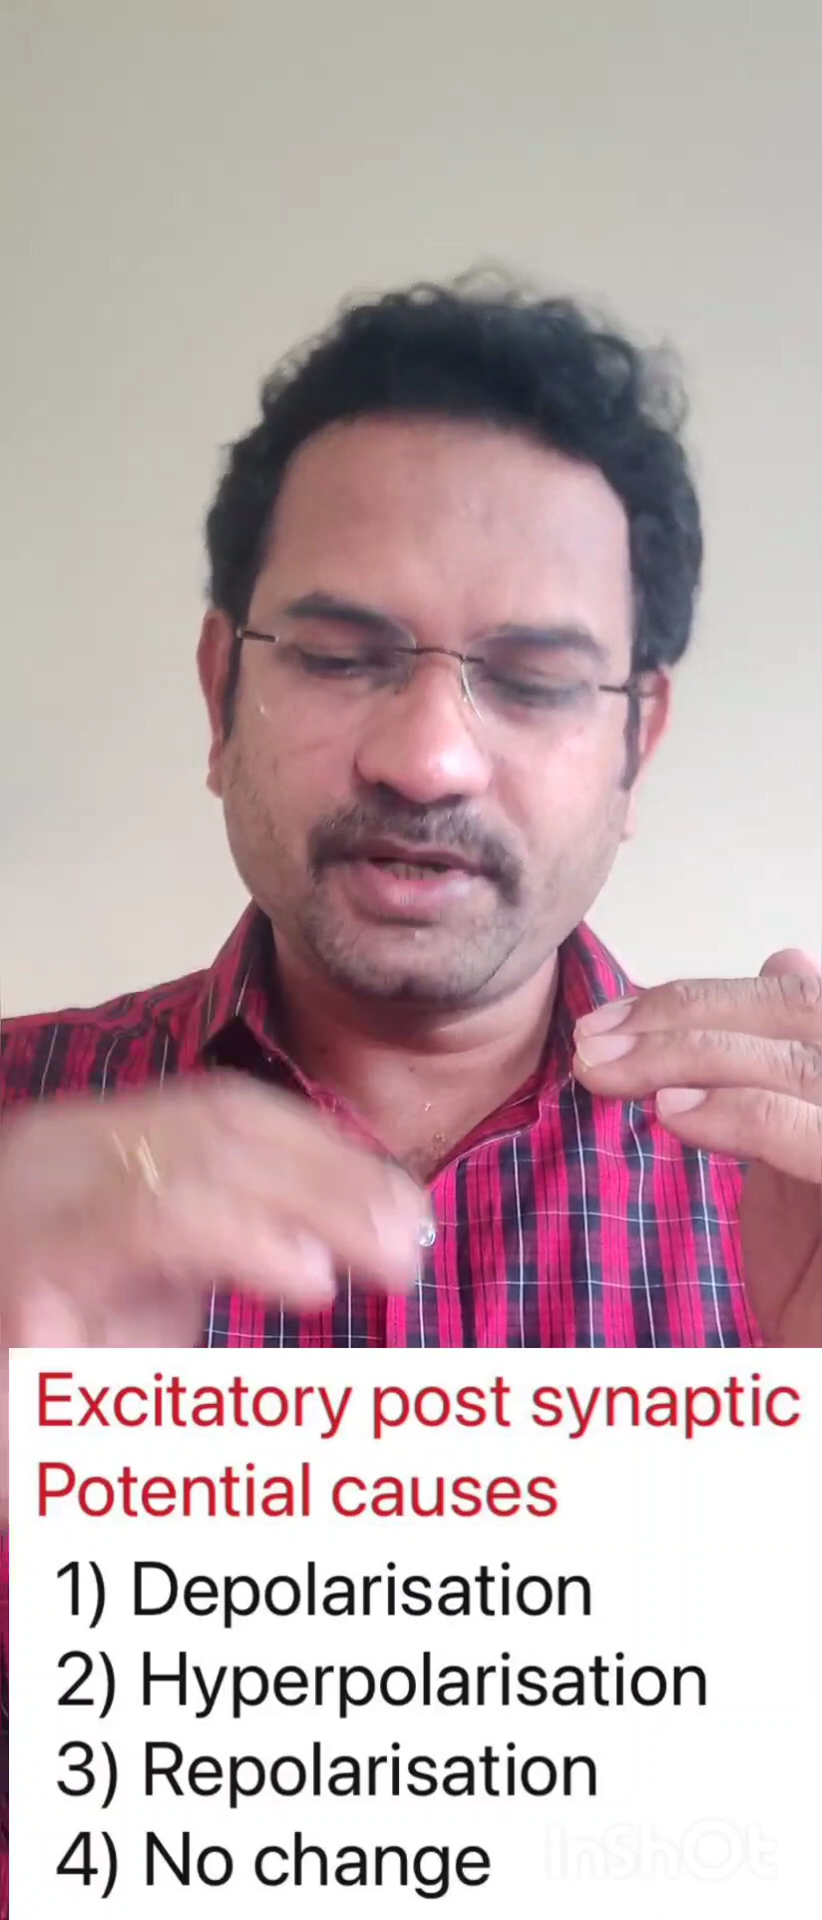 Excitatory post synaptic
Potential causes
1) Depolarisation
2) Hyperpolarisation
3) Repolarisation
4) No change
InShOt